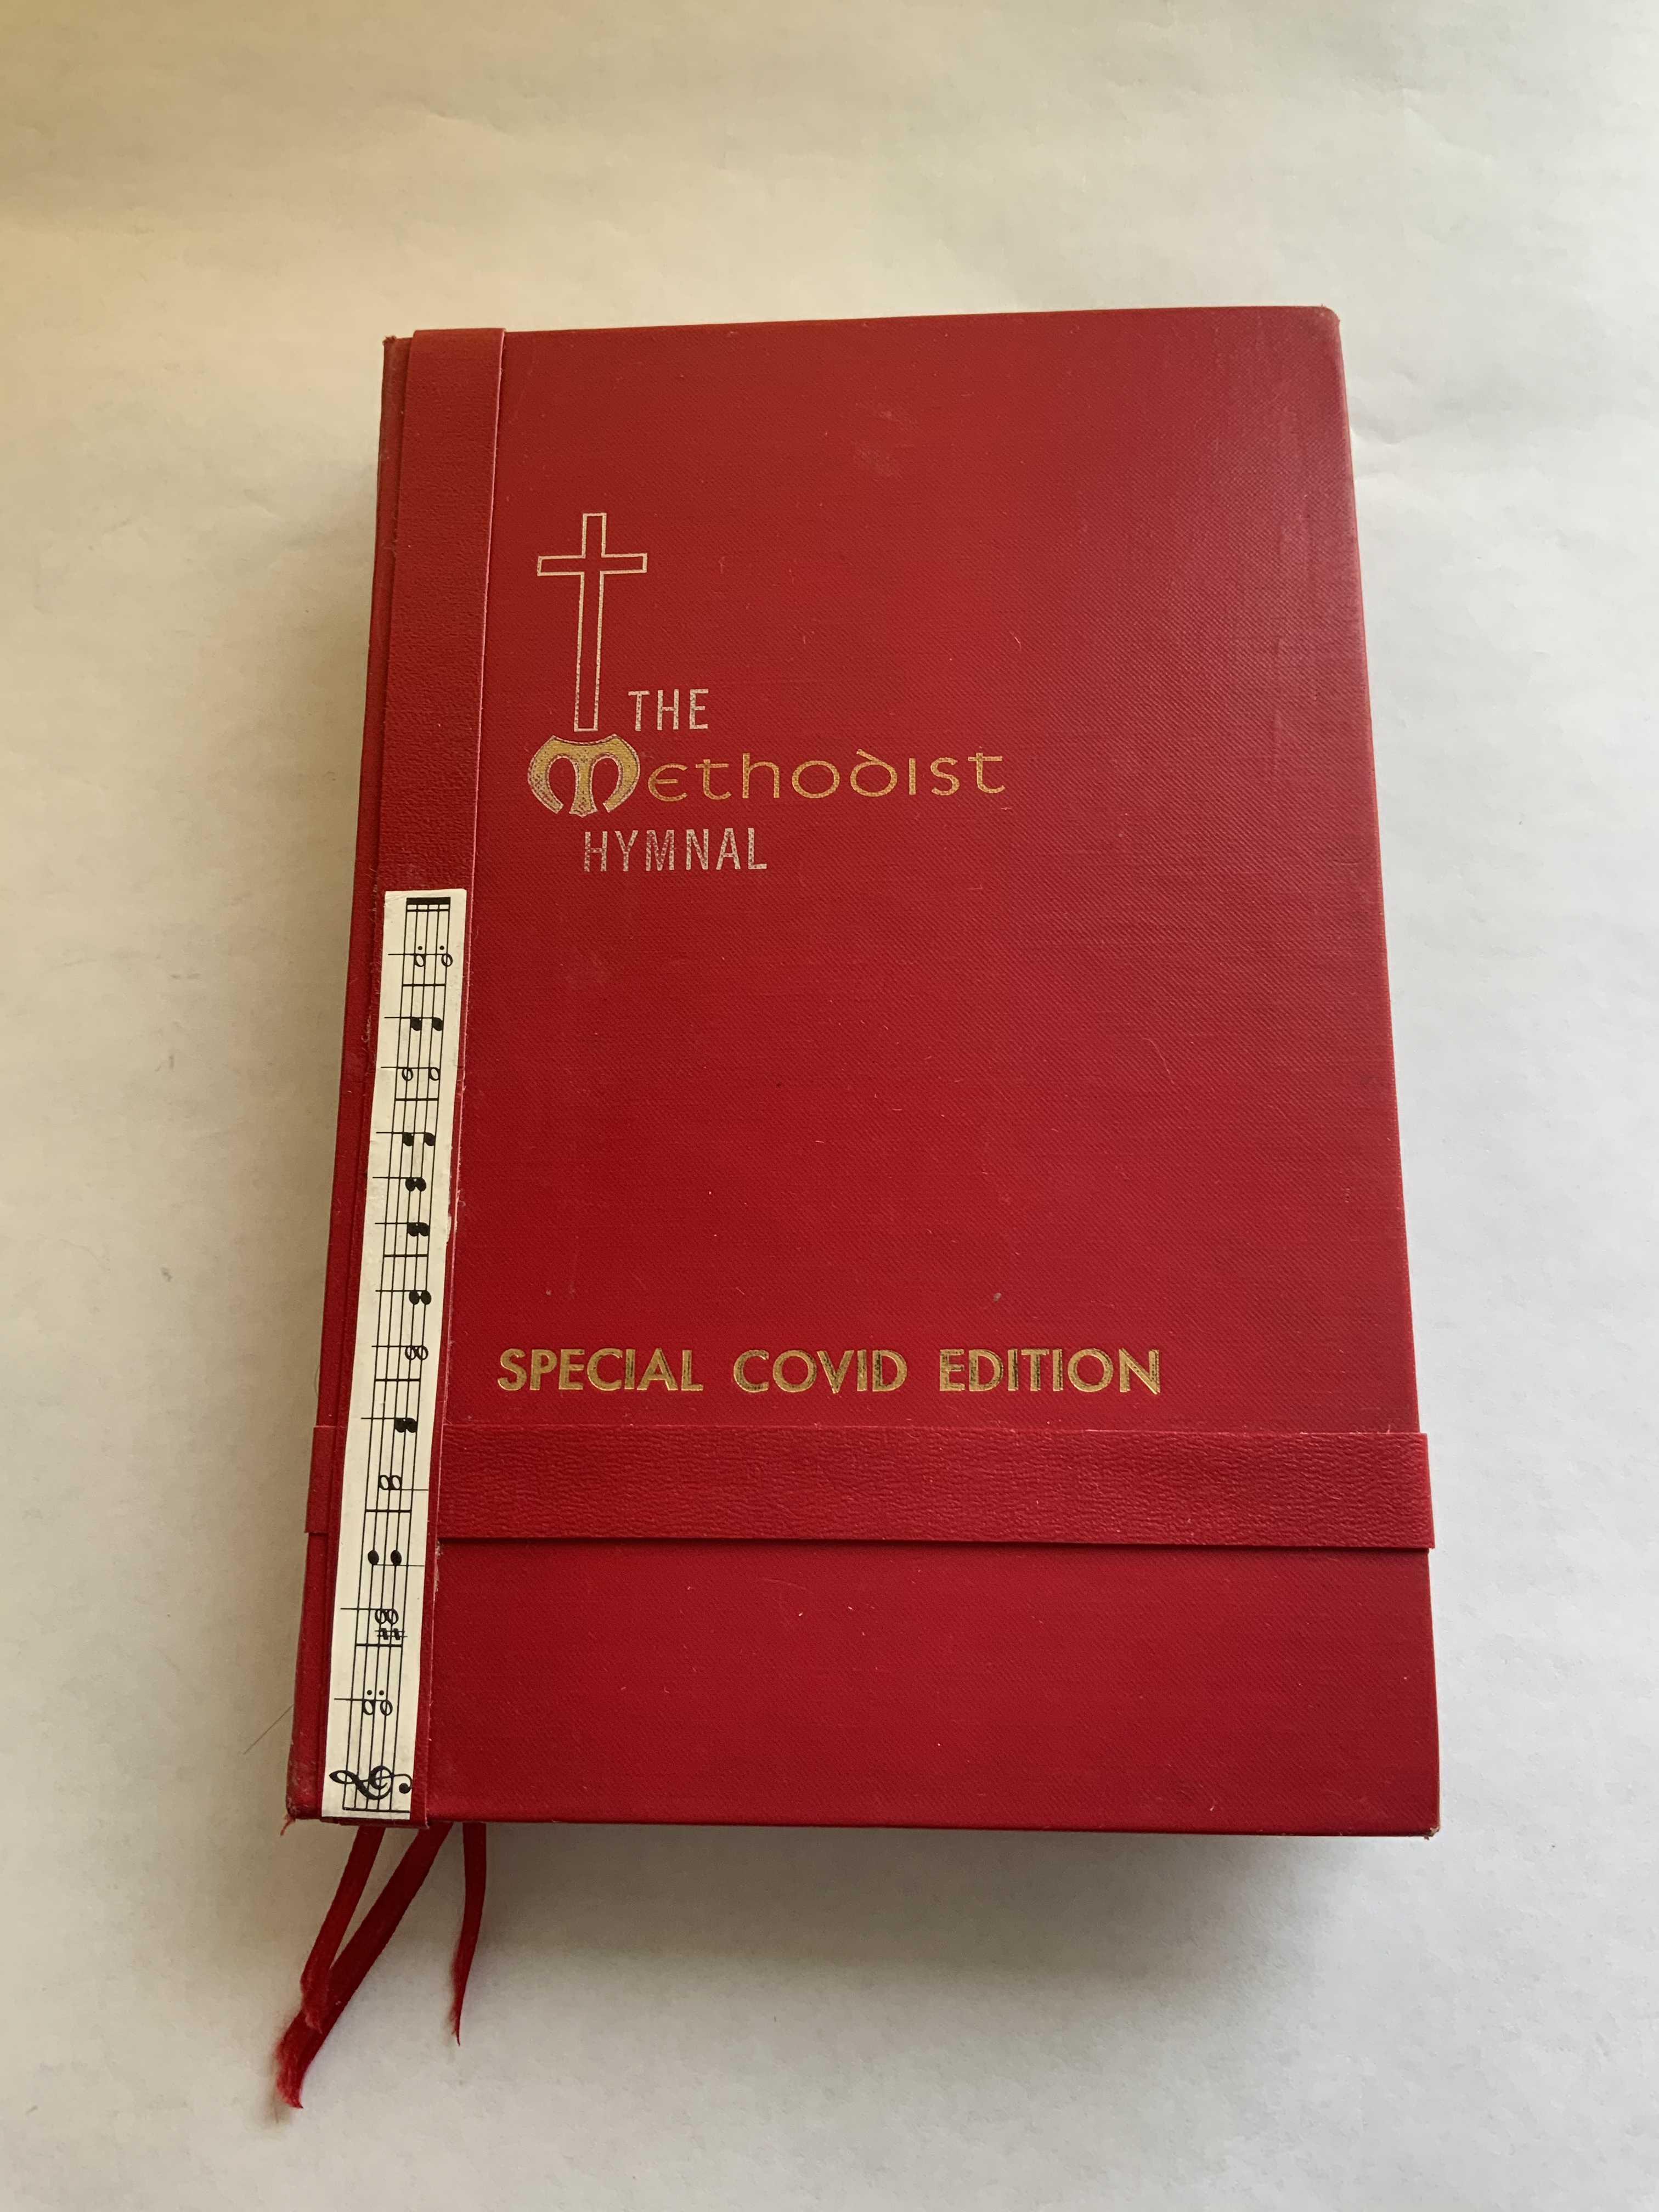 THE
Methodist
HYMNAL
SPECIAL COVID EDITION